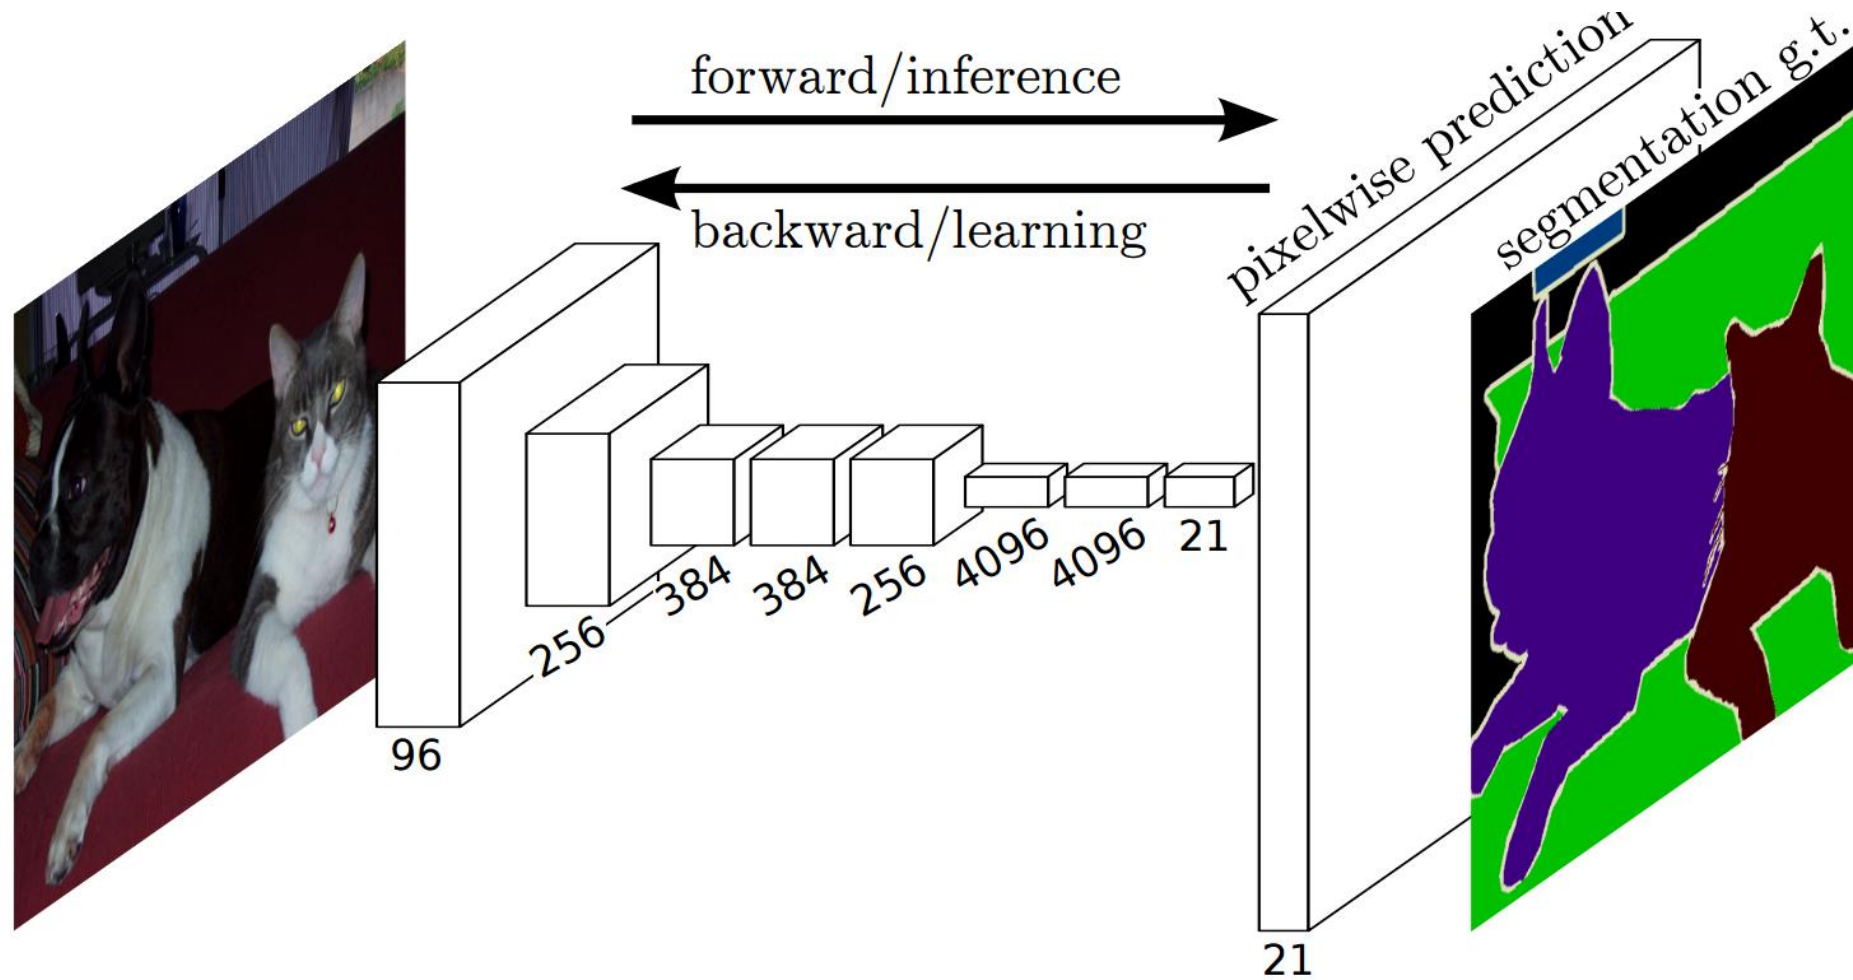 forward/inference
backward/learning
pixelwise prediction
segmentation g.t.
96
256
384
384
256
4096
4096
21
21